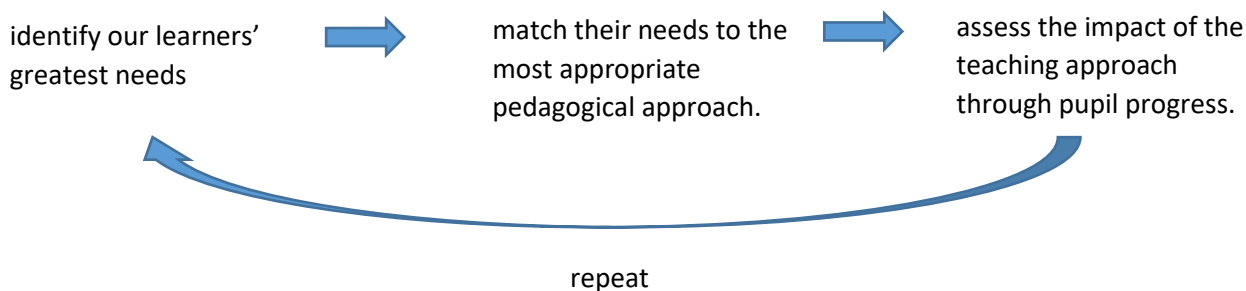 identify our learners’
greatest needs
match their needs to the
most appropriate
pedagogical approach.
assess the impact of the
teaching approach
through pupil progress.
repeat